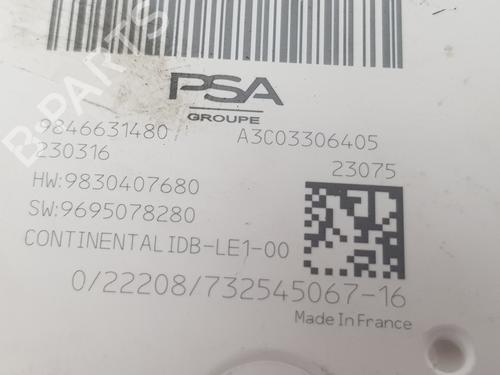 B-PARTS
PSA
GROUPE
9846631480 A3C03306405
230316 23075
HW:9830407680
SW:9695078280
CONTINENTAL IDB-LE1-00
0/22208/732545067-16
Made In France